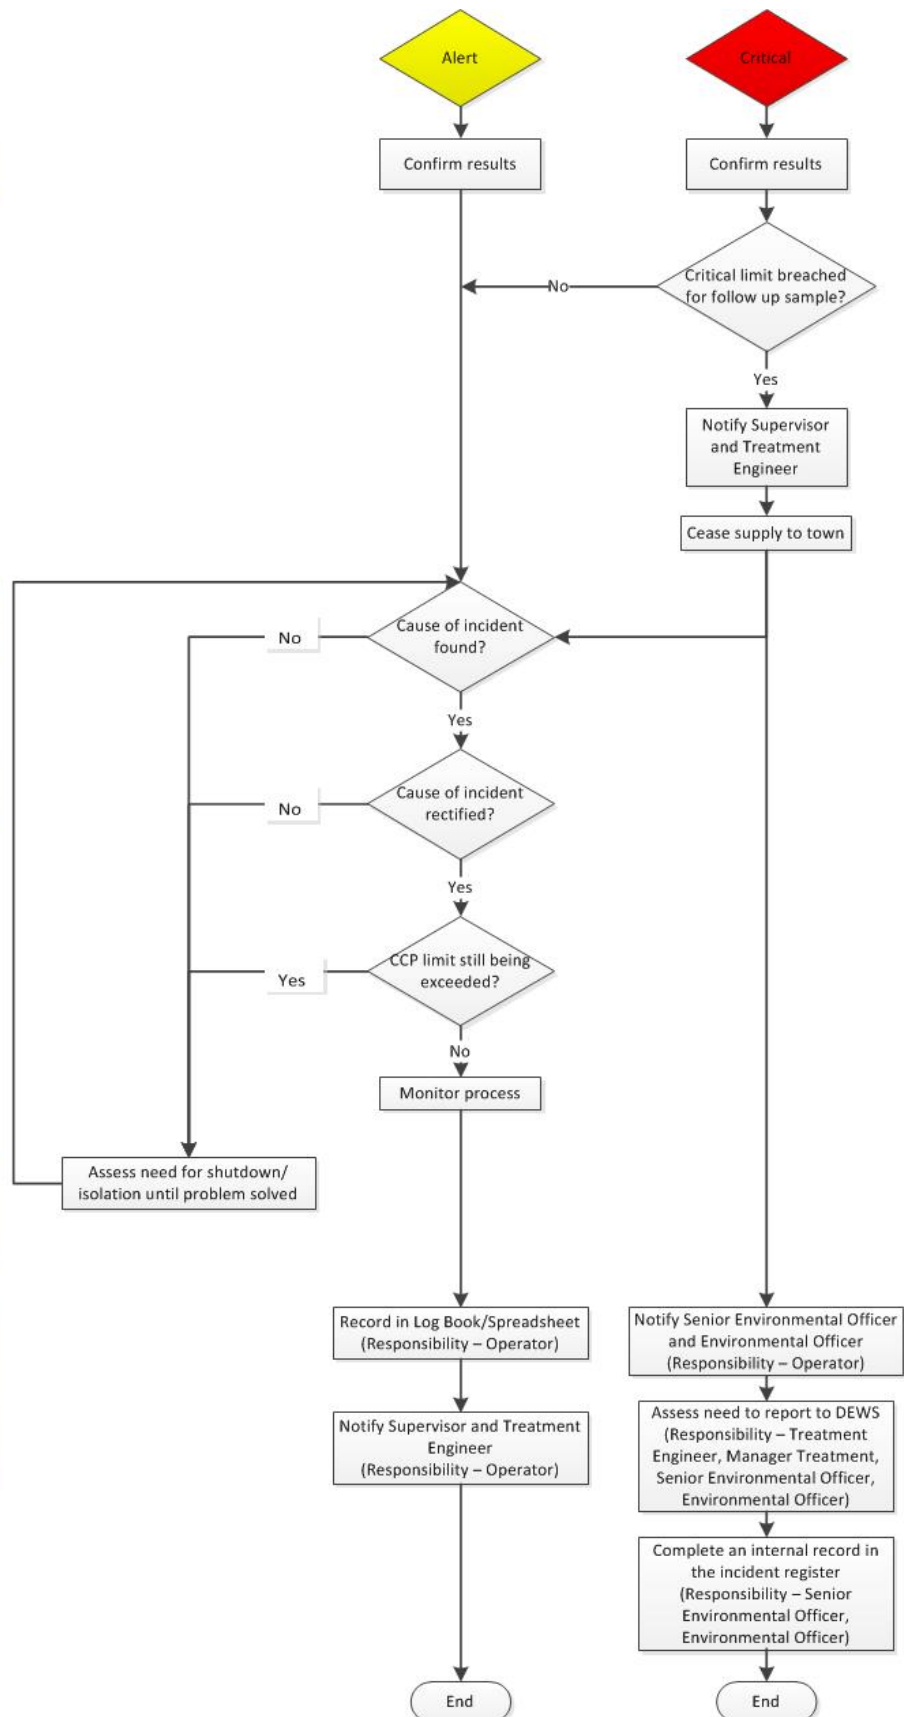 Alert
Critical
Confirm results
Confirm results
Critical limit breached
for follow up sample?
No
Yes
Notify Supervisor
and Treatment
Engineer
Cease supply to town
Cause of incident
found?
No
Yes
Cause of incident
rectified?
No
Yes
CCP limit still being
exceeded?
Yes
No
Monitor process
Assess need for shutdown/
isolation until problem solved
Record in Log Book/Spreadsheet
(Responsibility – Operator)
Notify Supervisor and Treatment
Engineer
(Responsibility – Operator)
Notify Senior Environmental Officer
and Environmental Officer
(Responsibility – Operator)
Assess need to report to DEWS
(Responsibility – Treatment
Engineer, Manager Treatment,
Senior Environmental Officer,
Environmental Officer)
Complete an internal record in
the incident register
(Responsibility – Senior
Environmental Officer,
Environmental Officer)
End
End